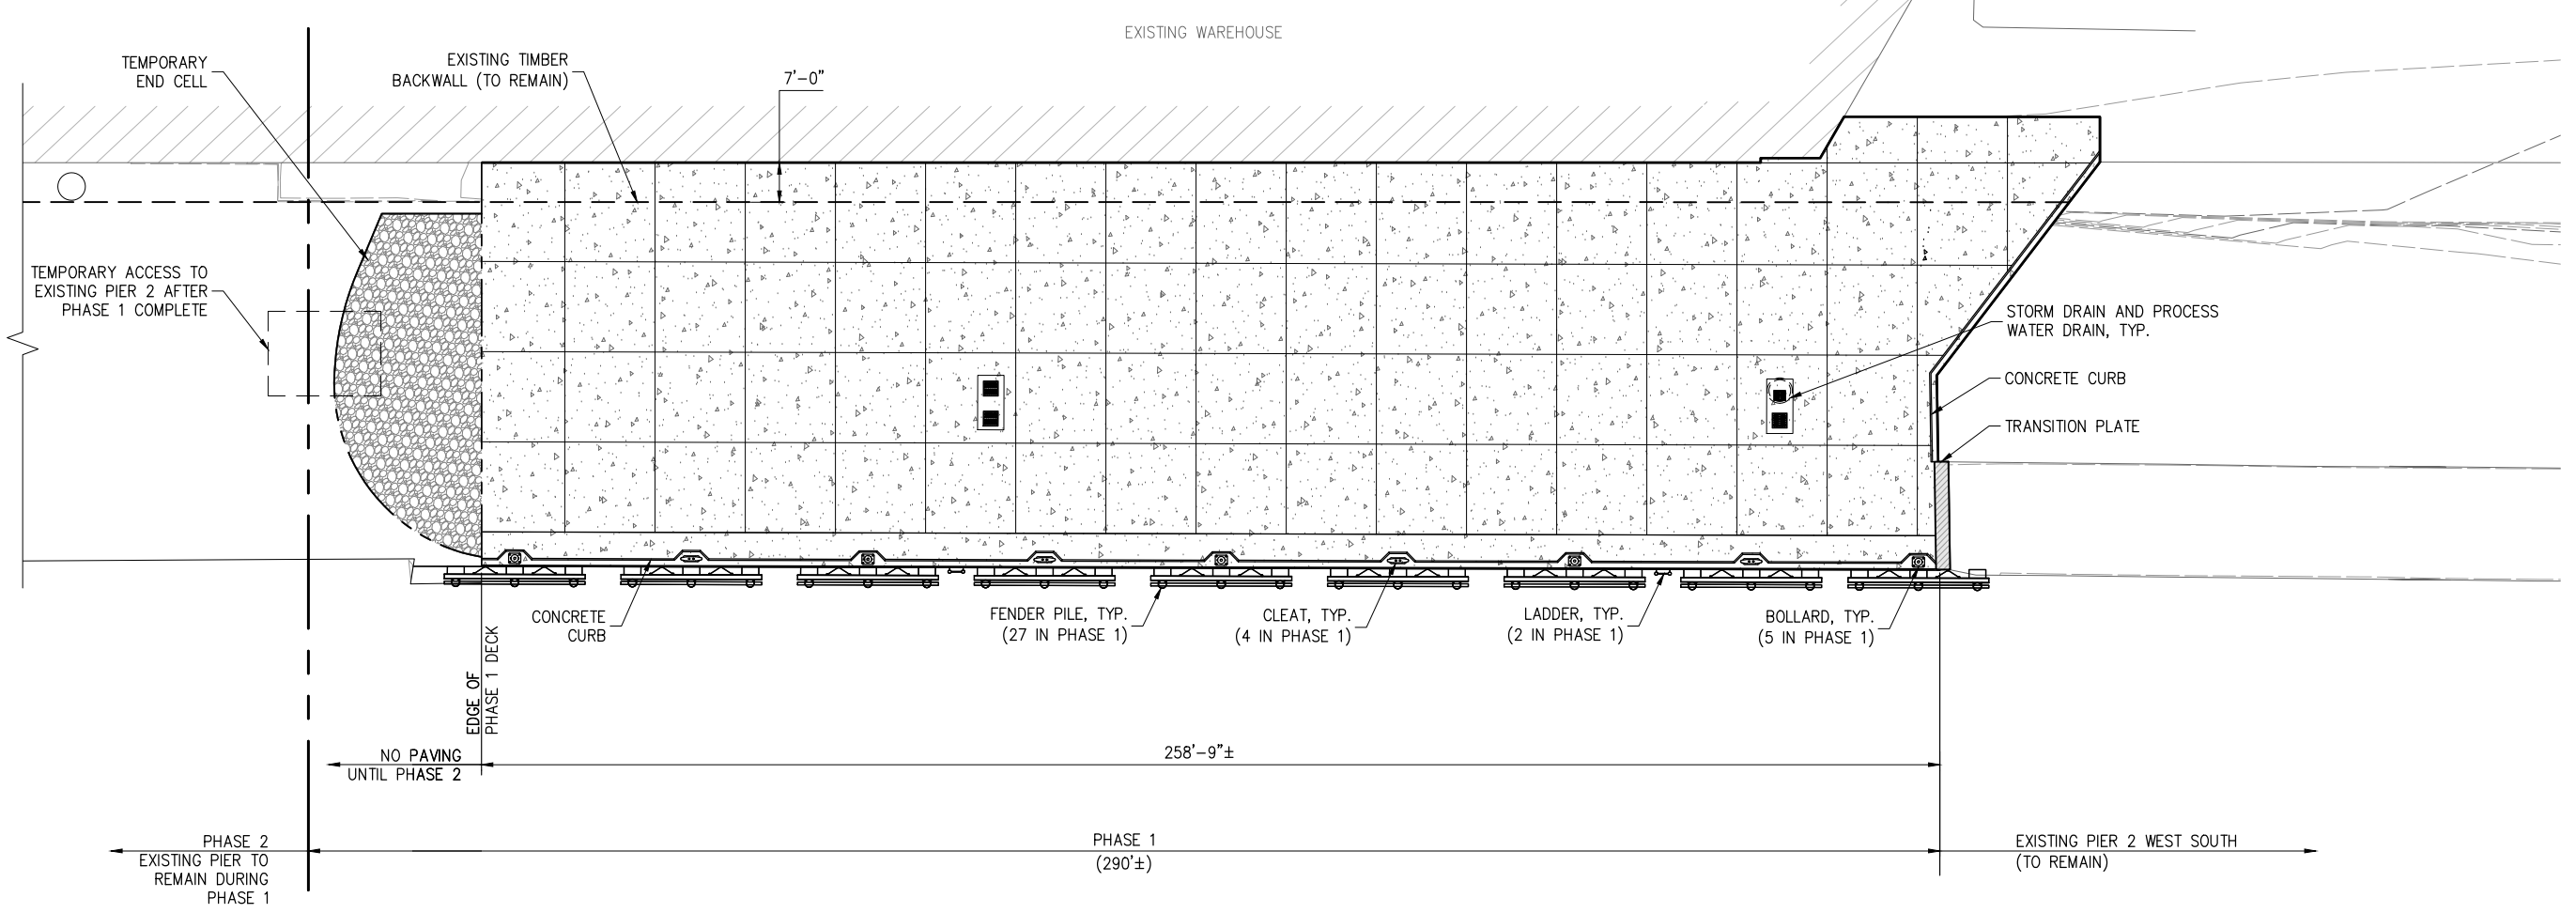 EXISTING WAREHOUSE
TEMPORARY
END CELL
EXISTING TIMBER
BACKWALL (TO REMAIN)
7'-0"
TEMPORARY ACCESS TO
EXISTING PIER 2 AFTER
PHASE 1 COMPLETE
STORM DRAIN AND PROCESS
WATER DRAIN, TYP.
CONCRETE CURB
TRANSITION PLATE
CONCRETE
CURB
FENDER PILE, TYP.
(27 IN PHASE 1)
CLEAT, TYP.
(4 IN PHASE 1)
LADDER, TYP.
(2 IN PHASE 1)
BOLLARD, TYP.
(5 IN PHASE 1)
EDGE OF
PHASE 1 DECK
NO PAVING
UNTIL PHASE 2
258'-9"±
PHASE 2
EXISTING PIER TO
REMAIN DURING
PHASE 1
PHASE 1
(290'±)
EXISTING PIER 2 WEST SOUTH
(TO REMAIN)